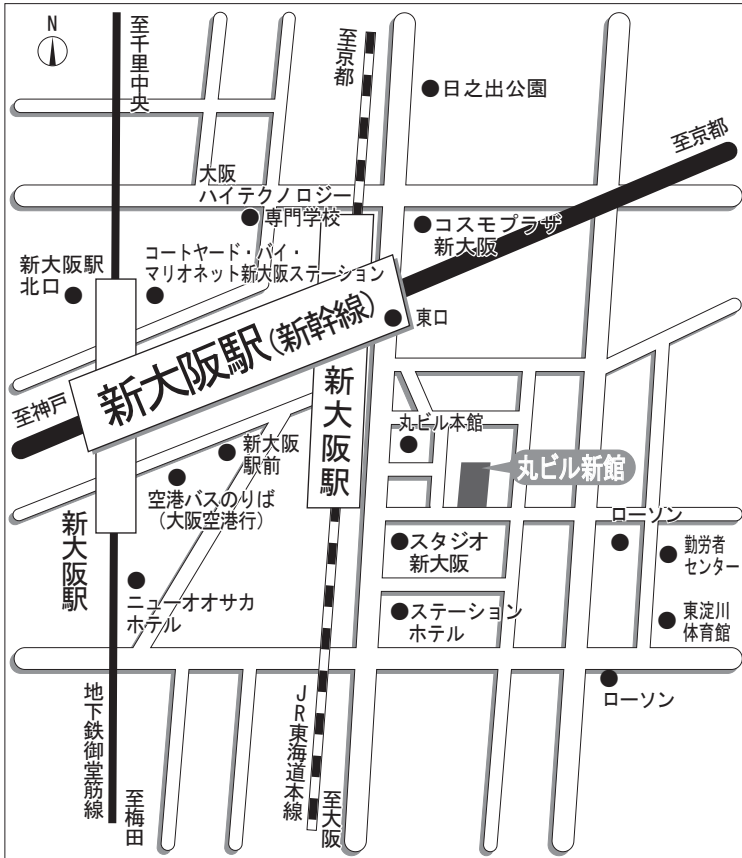 N
至千里中央
至京都
日之出公園
至京都
大阪
ハイテクノロジー
専門学校
コスモプラザ
新大阪
新大阪駅
北口
コートヤード・バイ・
マリオネット新大阪ステーション
東口
新大阪駅(新幹線)
至神戸
新大阪駅
丸ビル本館
新大阪
駅前
丸ビル新館
空港バスのりば
（大阪空港行）
新大阪駅
ローソン
スタジオ
新大阪
勤労者
センター
ニューオオサカ
ホテル
ステーション
ホテル
東淀川
体育館
ローソン
地下鉄御堂筋線
至梅田
JR東海道本線
至大阪